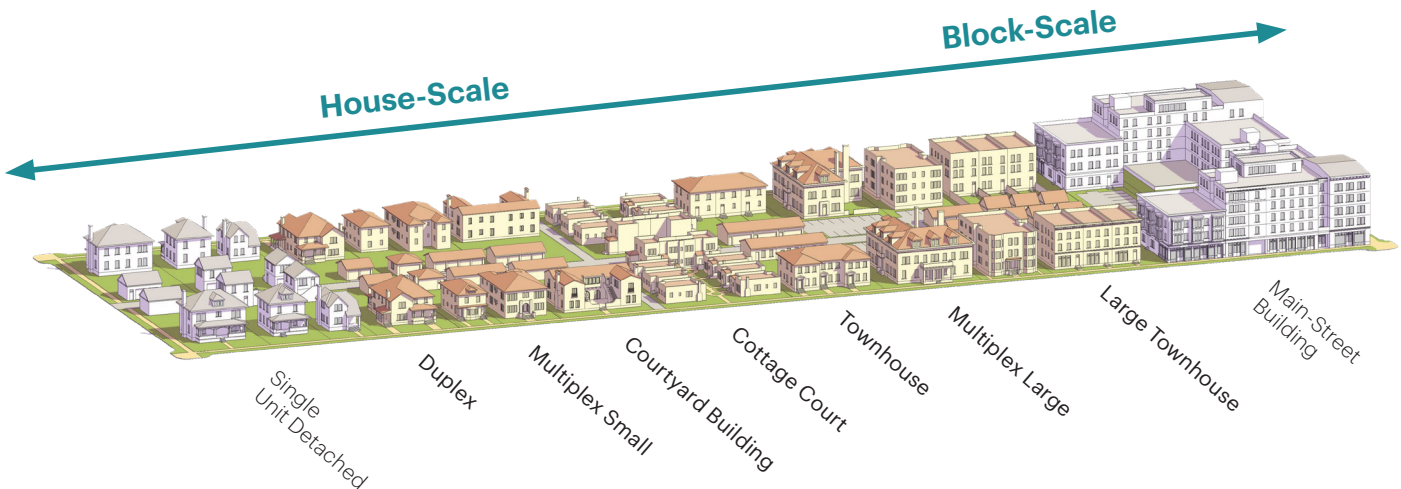 Block-Scale
House-Scale
Single
Unit Detached
Duplex
Multiplex Small
Courtyard Building
Cottage Court
Townhouse
Multiplex Large
Large Townhouse
Main-Street
Building